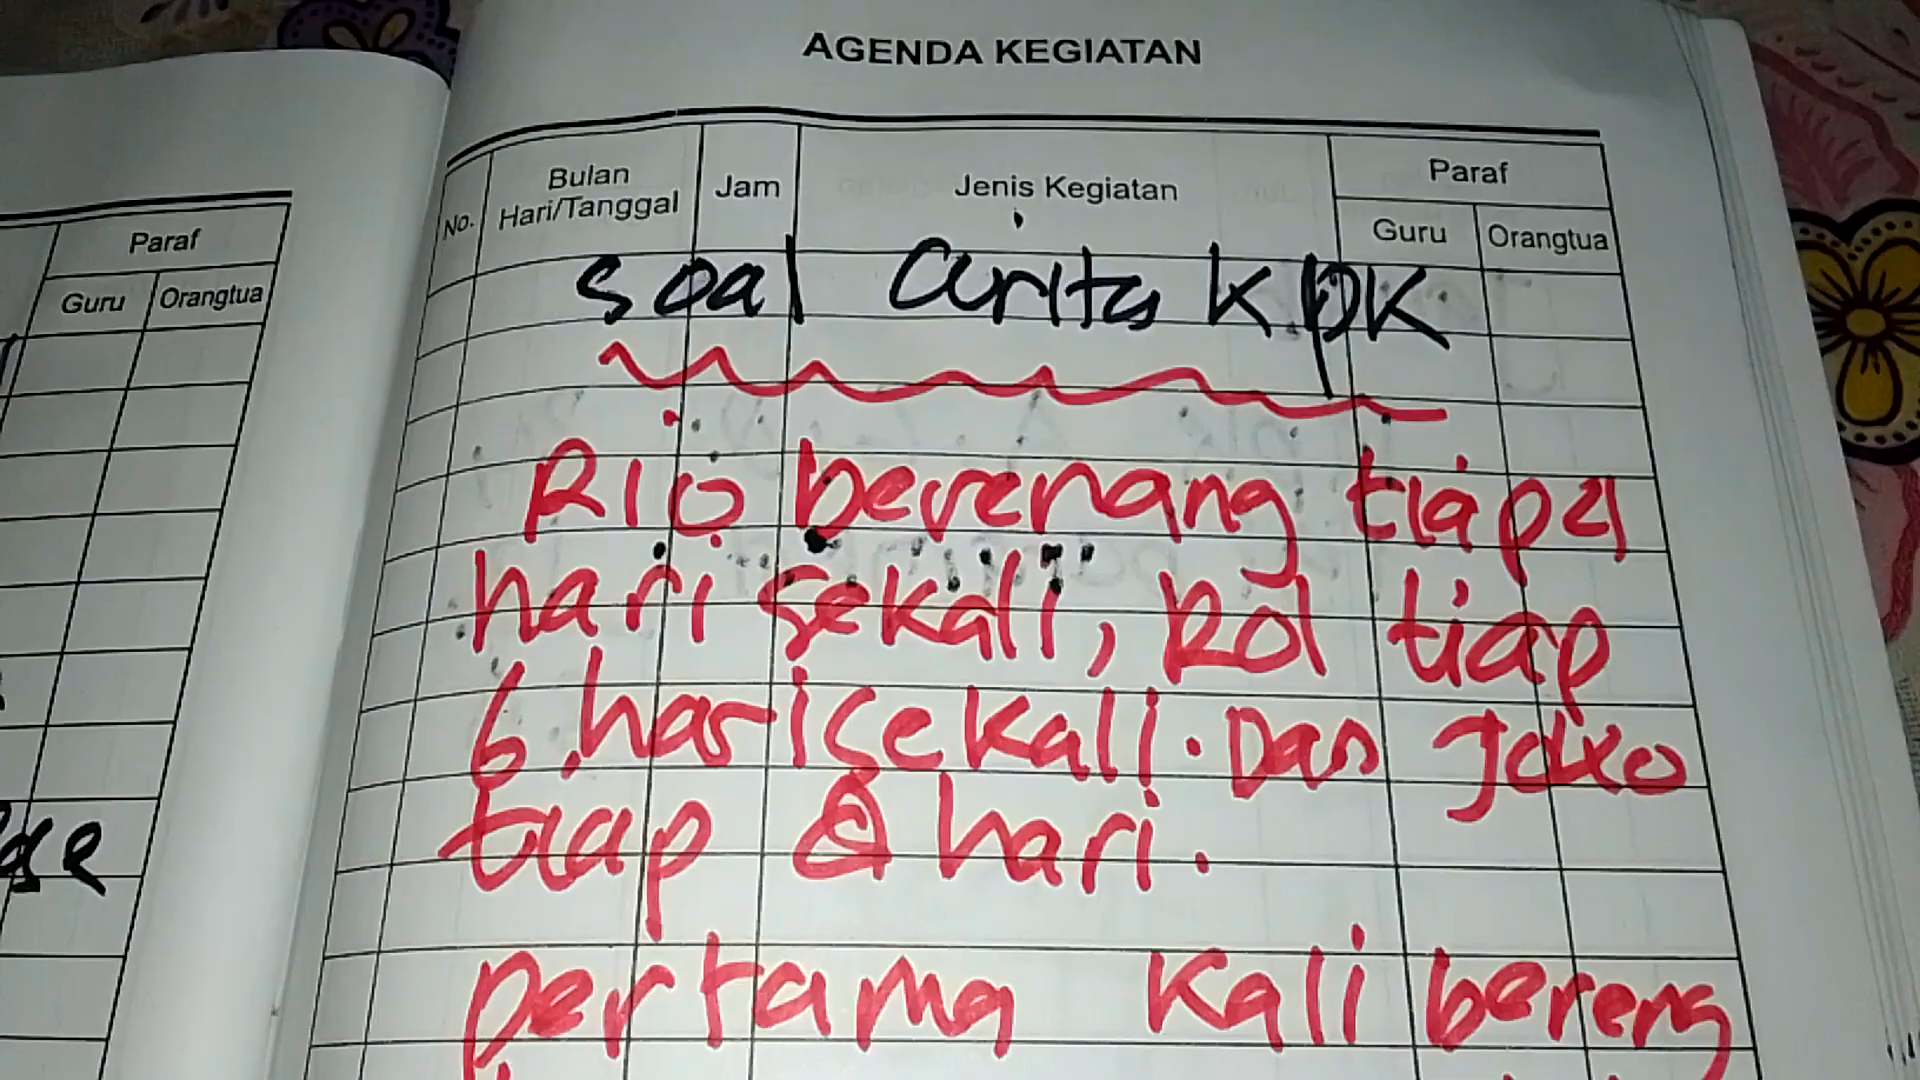 AGENDA KEGIATAN
No.
Bulan
Hari/Tanggal
Jam
Jenis Kegiatan
Paraf
Guru
Orangtua
Paraf
Guru
Orangtua
soal Cerita KPK
Rio berenang tiap 4
hari sekali, Rol tiap
6 hari sekali. Dan Joko
tiap hari.
pertama kali bereng